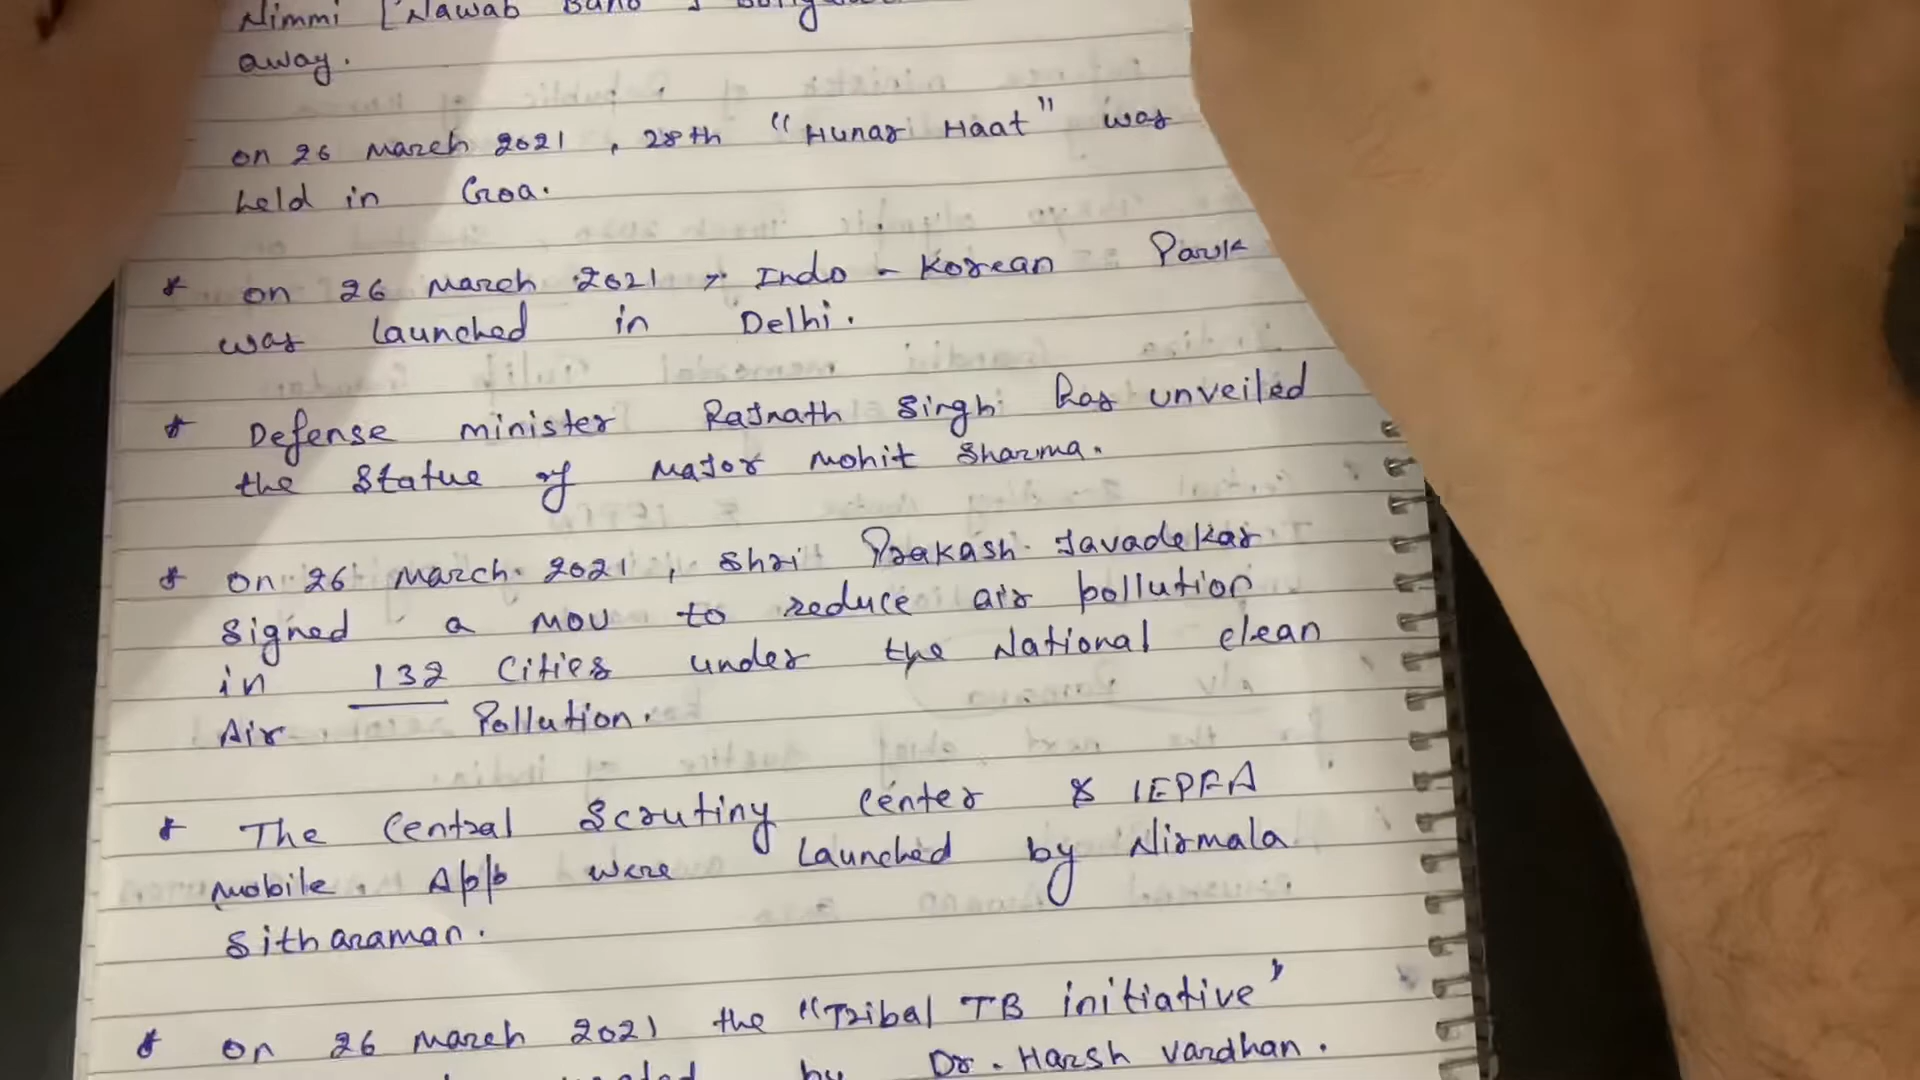 Nimmi [Nawab Bano
away.
on 26 March 2021, 28th "Hunar Haat" was
held in Goa.
* on 26 March 2021, Indo - Korean Park
was launched in Delhi.
* Defense minister Rajnath Singh has unveiled
the Statue of Major Mohit Sharma.
* on 26 March 2021, Shri Prakash Javadekar
signed a MOU to reduce air pollution
in 132 Cities under the National clean
Air Pollution.
* The Central Scrutiny Center & IEPFA
mobile App were Launched by Nirmala
Sitharaman.
* on 26 March 2021 the "Tribal TB initiative"
by Dr. Harsh vardhan.